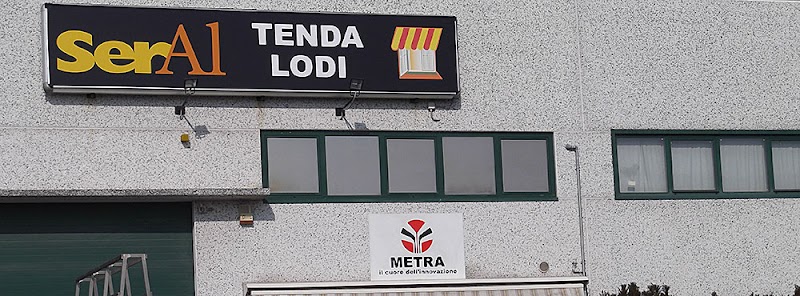 SerAl
TENDA
LODI
METRA
il cuore dell'innovazione